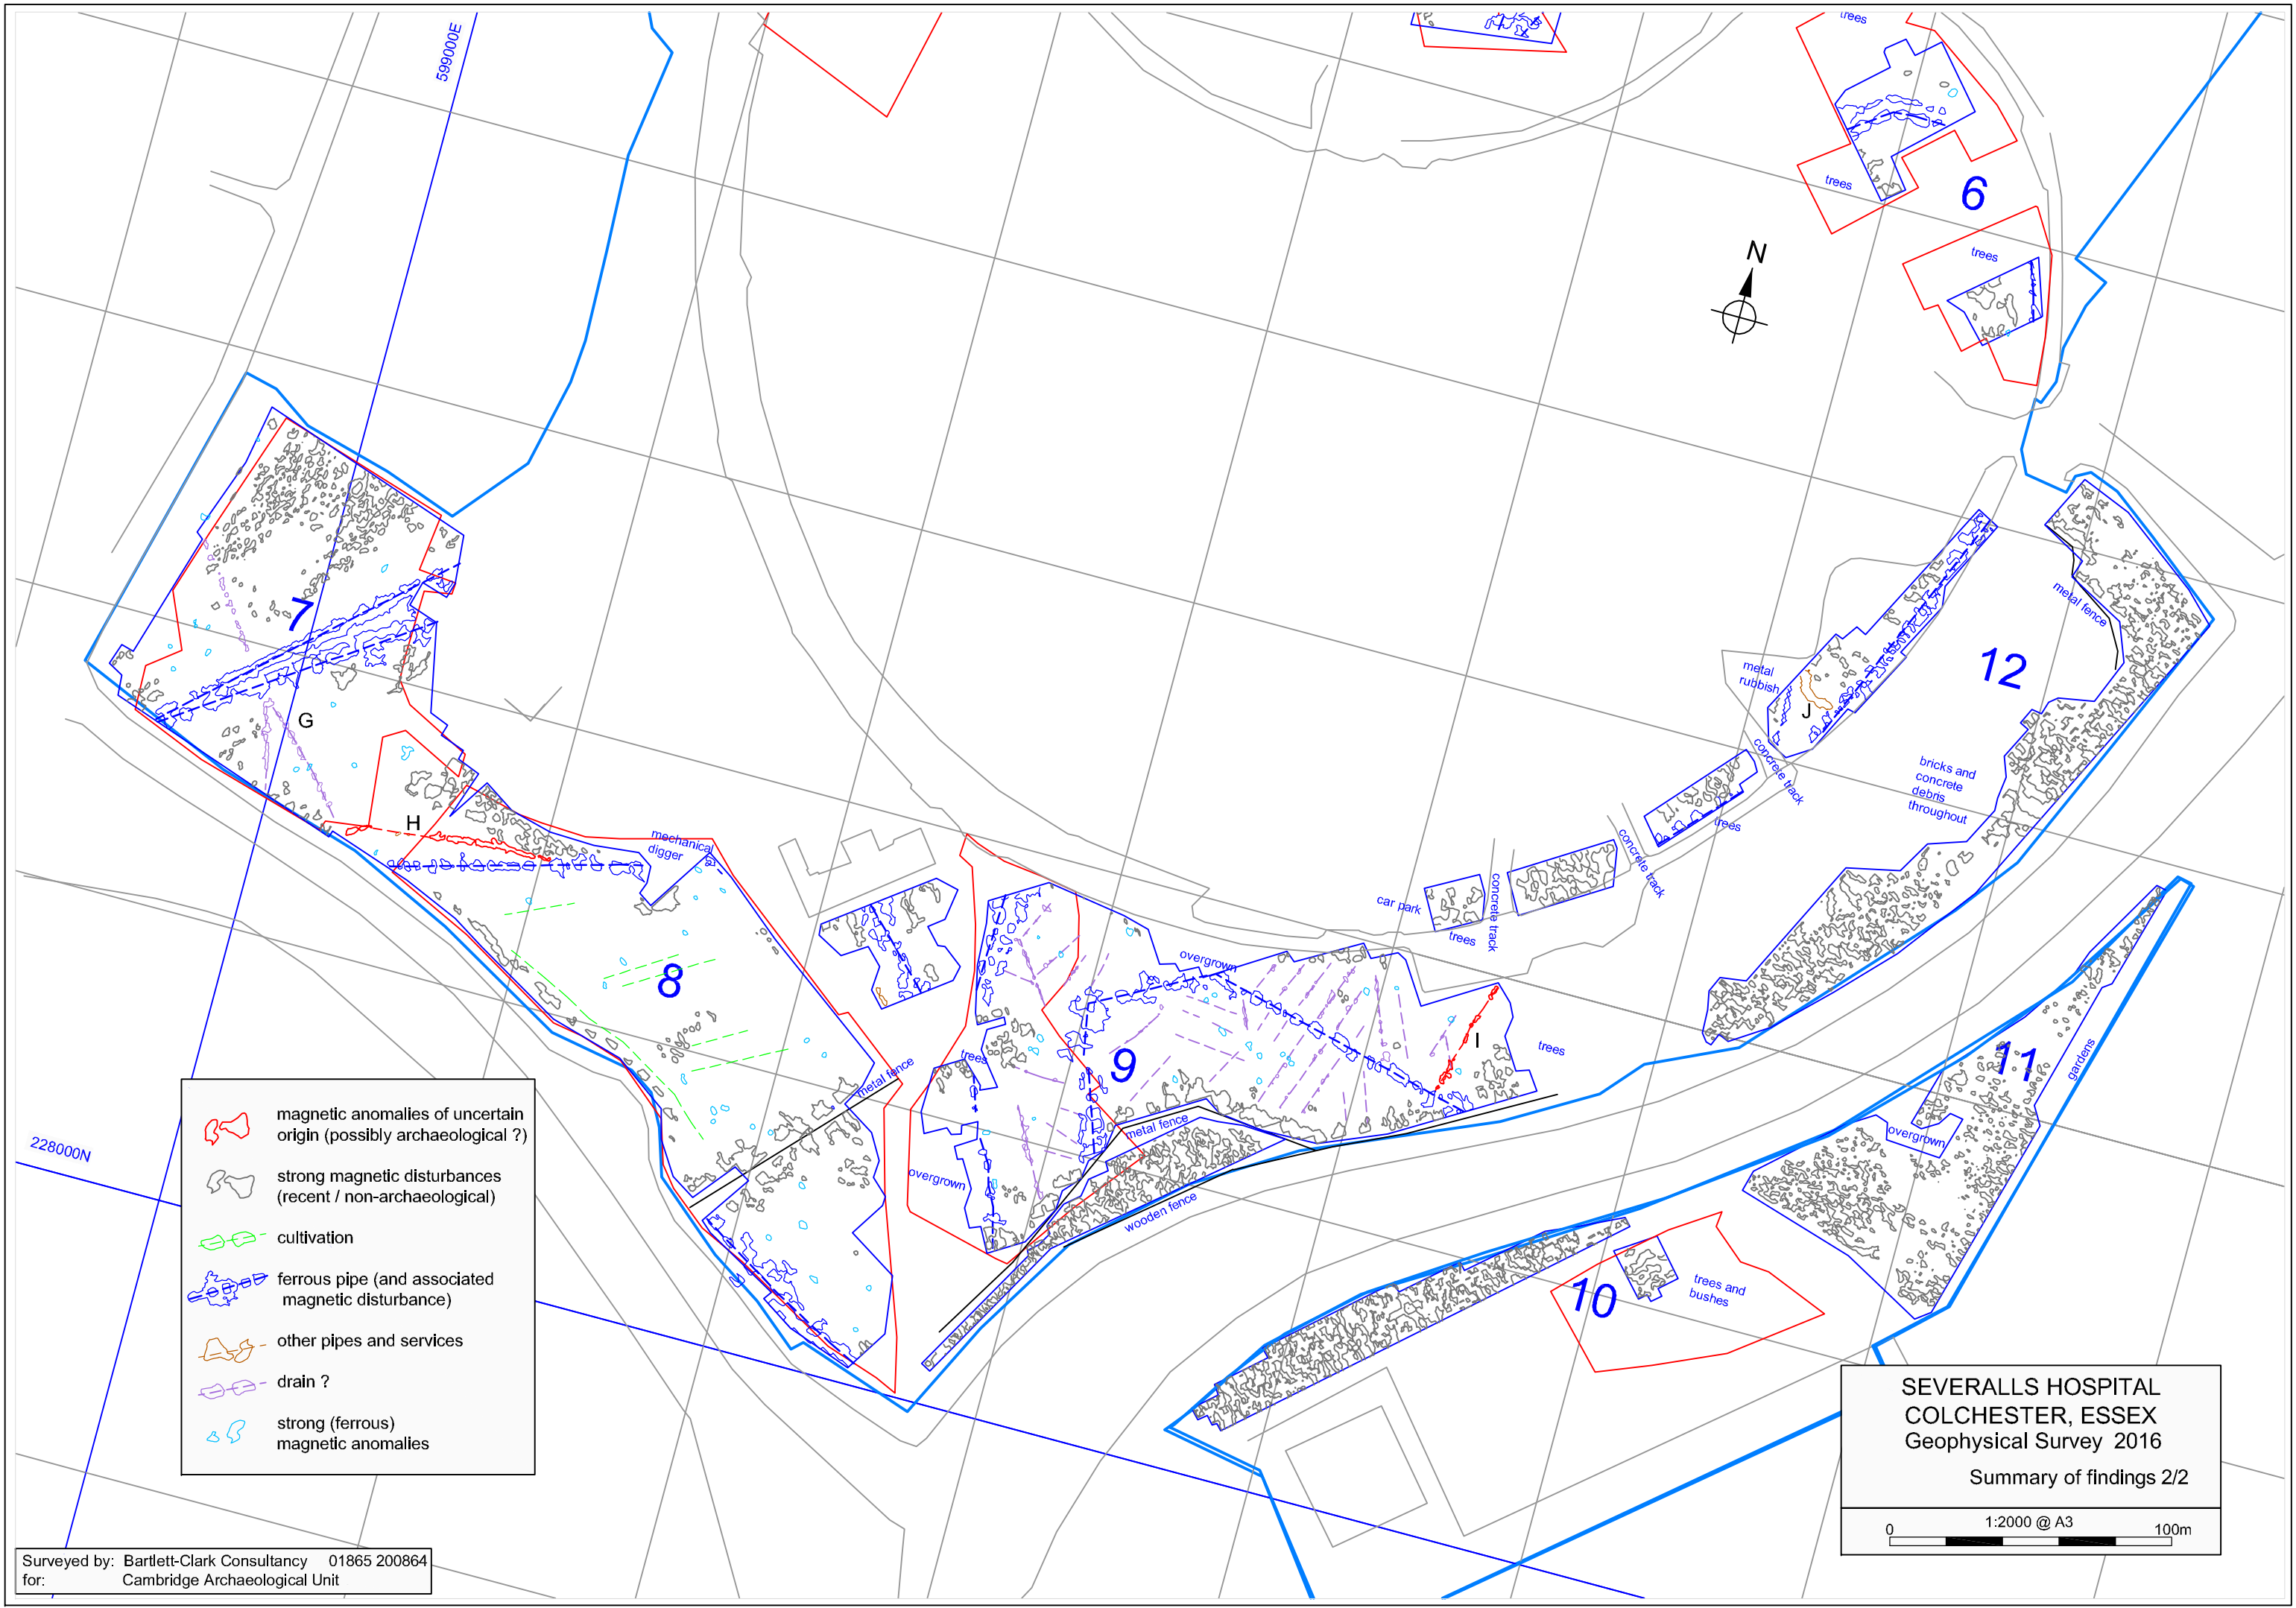 599000E
trees
trees
6
N
trees
7
metal fence
12
metal
rubbish
J
G
concrete track
bricks and
concrete
debris
throughout
trees
H
mechanical
digger
concrete track
car park
concrete track
trees
8
overgrown
9
I
trees
trees
metal fence
11
gardens
metal fence
overgrown
overgrown
wooden fence
10
trees and
bushes
228000N
magnetic anomalies of uncertain
origin (possibly archaeological ?)
strong magnetic disturbances
(recent / non-archaeological)
cultivation
ferrous pipe (and associated
magnetic disturbance)
other pipes and services
drain ?
strong (ferrous)
magnetic anomalies
SEVERALLS HOSPITAL
COLCHESTER, ESSEX
Geophysical Survey 2016
Summary of findings 2/2
1:2000 @ A3
0 100m
Surveyed by: Bartlett-Clark Consultancy 01865 200864
for: Cambridge Archaeological Unit